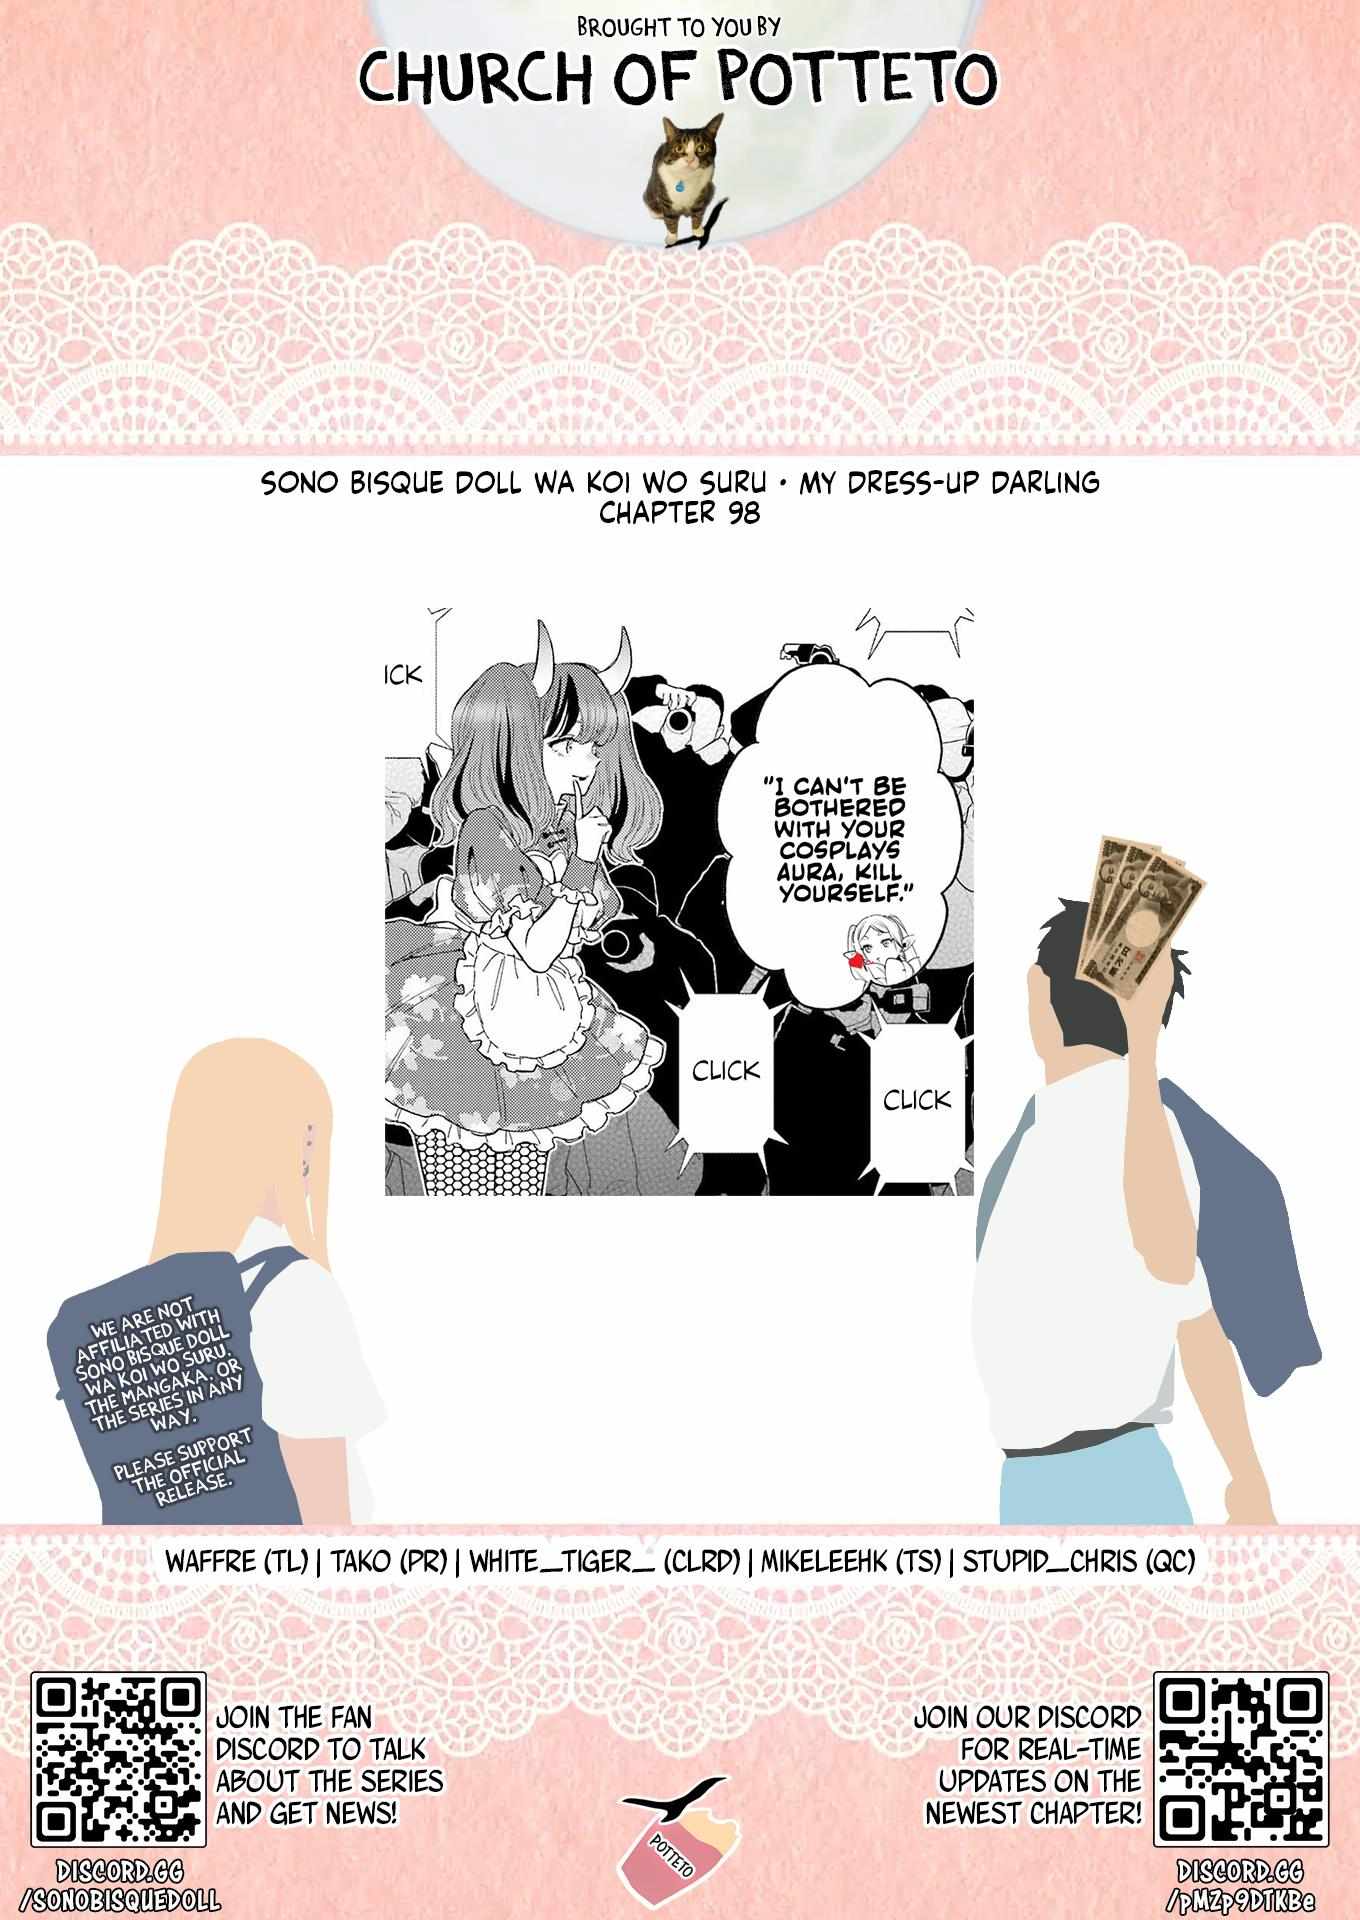 BROUGHT TO YOU BY
CHURCH OF POTTETO
SONO BISQUE DOLL WA KOI WO SURU • MY DRESS-UP DARLING
CHAPTER 98
ICK
"I CAN'T BE
BOTHERED
WITH YOUR
COSPLAYS
AURA, KILL
YOURSELF."
CLICK
CLICK
WE ARE NOT
AFFILIATED WITH
SONO BISQUE DOLL
WA KOI WO SURU,
THE MANGAKA, OR
THE SERIES IN ANY
WAY.
PLEASE SUPPORT
THE OFFICIAL
RELEASE.
WAFFRE (TL) | TAKO (PR) | WHITE_TIGER_ (CLRD) | MIKELEEHK (TS) | STUPID_CHRIS (QC)
JOIN THE FAN
DISCORD TO TALK
ABOUT THE SERIES
AND GET NEWS!
DISCORD.GG
/SONOBISQUEDOLL
POTTETO
JOIN OUR DISCORD
FOR REAL-TIME
UPDATES ON THE
NEWEST CHAPTER!
DISCORD.GG
/pMZp9DTKBe